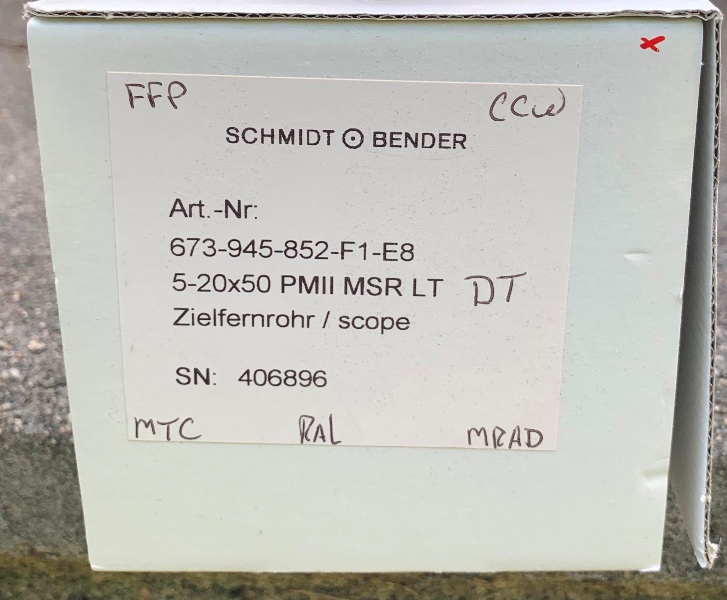 FFP CCW
SCHMIDT BENDER
Art.-Nr:
673-945-852-F1-E8
5-20x50 PMII MSR LT DT
Zielfernrohr / scope
SN: 406896
MTC RAL MRAD